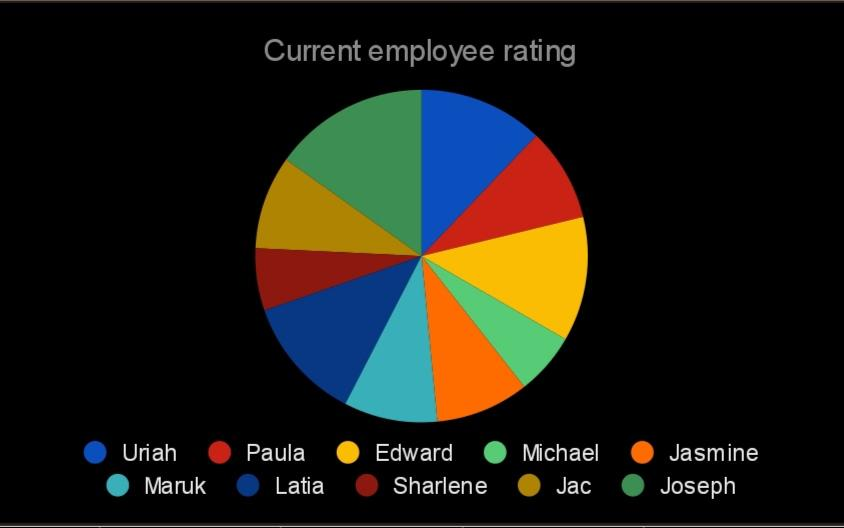 Current employee rating
Uriah Paula Edward Michael Jasmine
Maruk Latia Sharlene Jac Joseph